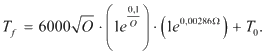 T_f = 6000√O · (1e^{0,1/O}) · (1e^{0,00286Ω}) + T_0.